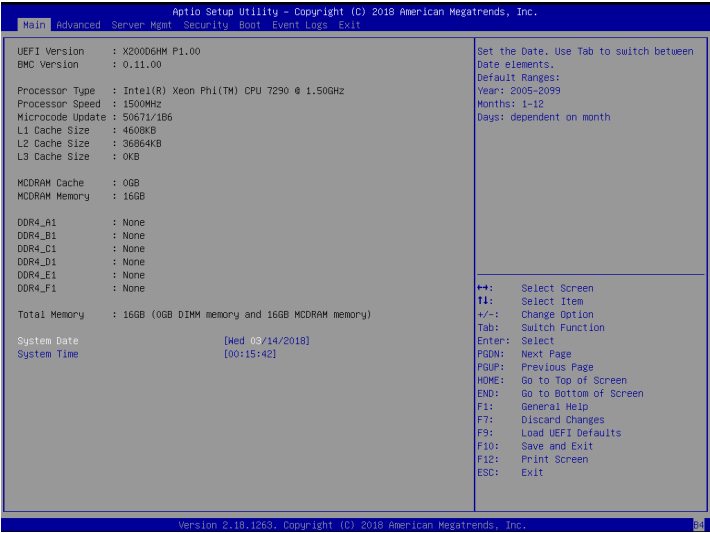 Aptio Setup Utility – Copyright (C) 2018 American Megatrends, Inc.
Main Advanced Server Mgmt Security Boot Event Logs Exit
UEFI Version : X200D6HM P1.00
BMC Version : 0.11.00
Processor Type : Intel(R) Xeon Phi(TM) CPU 7290 @ 1.50GHz
Processor Speed : 1500MHz
Microcode Update : 50671/1B6
L1 Cache Size : 4608KB
L2 Cache Size : 36864KB
L3 Cache Size : 0KB
MCDRAM Cache : 0GB
MCDRAM Memory : 16GB
DDR4_A1 : None
DDR4_B1 : None
DDR4_C1 : None
DDR4_D1 : None
DDR4_E1 : None
DDR4_F1 : None
Total Memory : 16GB (0GB DIMM memory and 16GB MCDRAM memory)
System Date [Wed 03/14/2018]
System Time [00:15:42]
Set the Date. Use Tab to switch between
Date elements.
Default Ranges:
Year: 2005-2099
Months: 1-12
Days: dependent on month
↔: Select Screen
↑↓: Select Item
+/-: Change Option
Tab: Switch Function
Enter: Select
PGDN: Next Page
PGUP: Previous Page
HOME: Go to Top of Screen
END: Go to Bottom of Screen
F1: General Help
F7: Discard Changes
F9: Load UEFI Defaults
F10: Save and Exit
F12: Print Screen
ESC: Exit
Version 2.18.1263. Copyright (C) 2018 American Megatrends, Inc.
B4